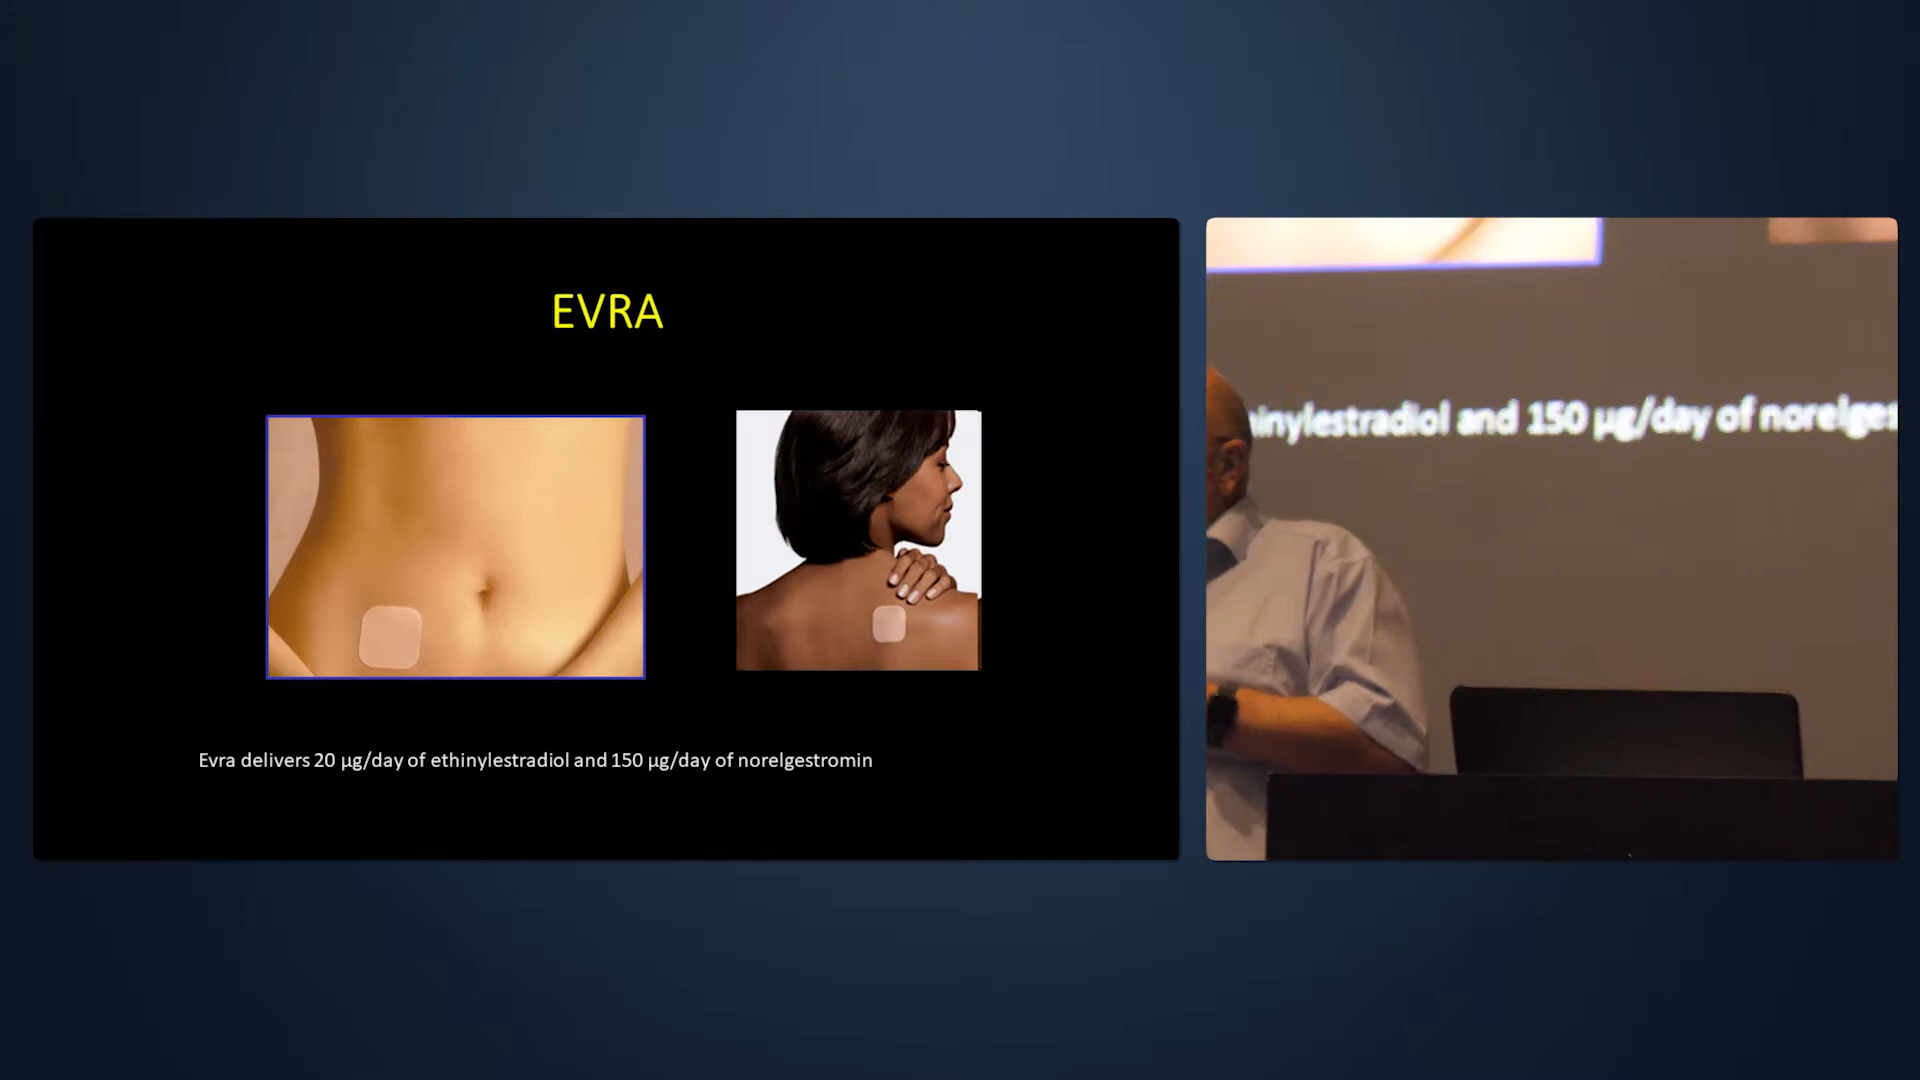 EVRA
Evra delivers 20 µg/day of ethinylestradiol and 150 µg/day of norelgestromin
hinylestradiol and 150 µg/day of norelges